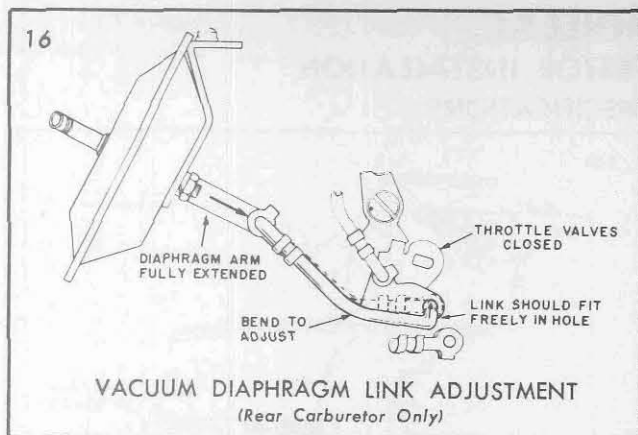 16
DIAPHRAGM ARM
FULLY EXTENDED
THROTTLE VALVES
CLOSED
BEND TO
ADJUST
LINK SHOULD FIT
FREELY IN HOLE
VACUUM DIAPHRAGM LINK ADJUSTMENT
(Rear Carburetor Only)